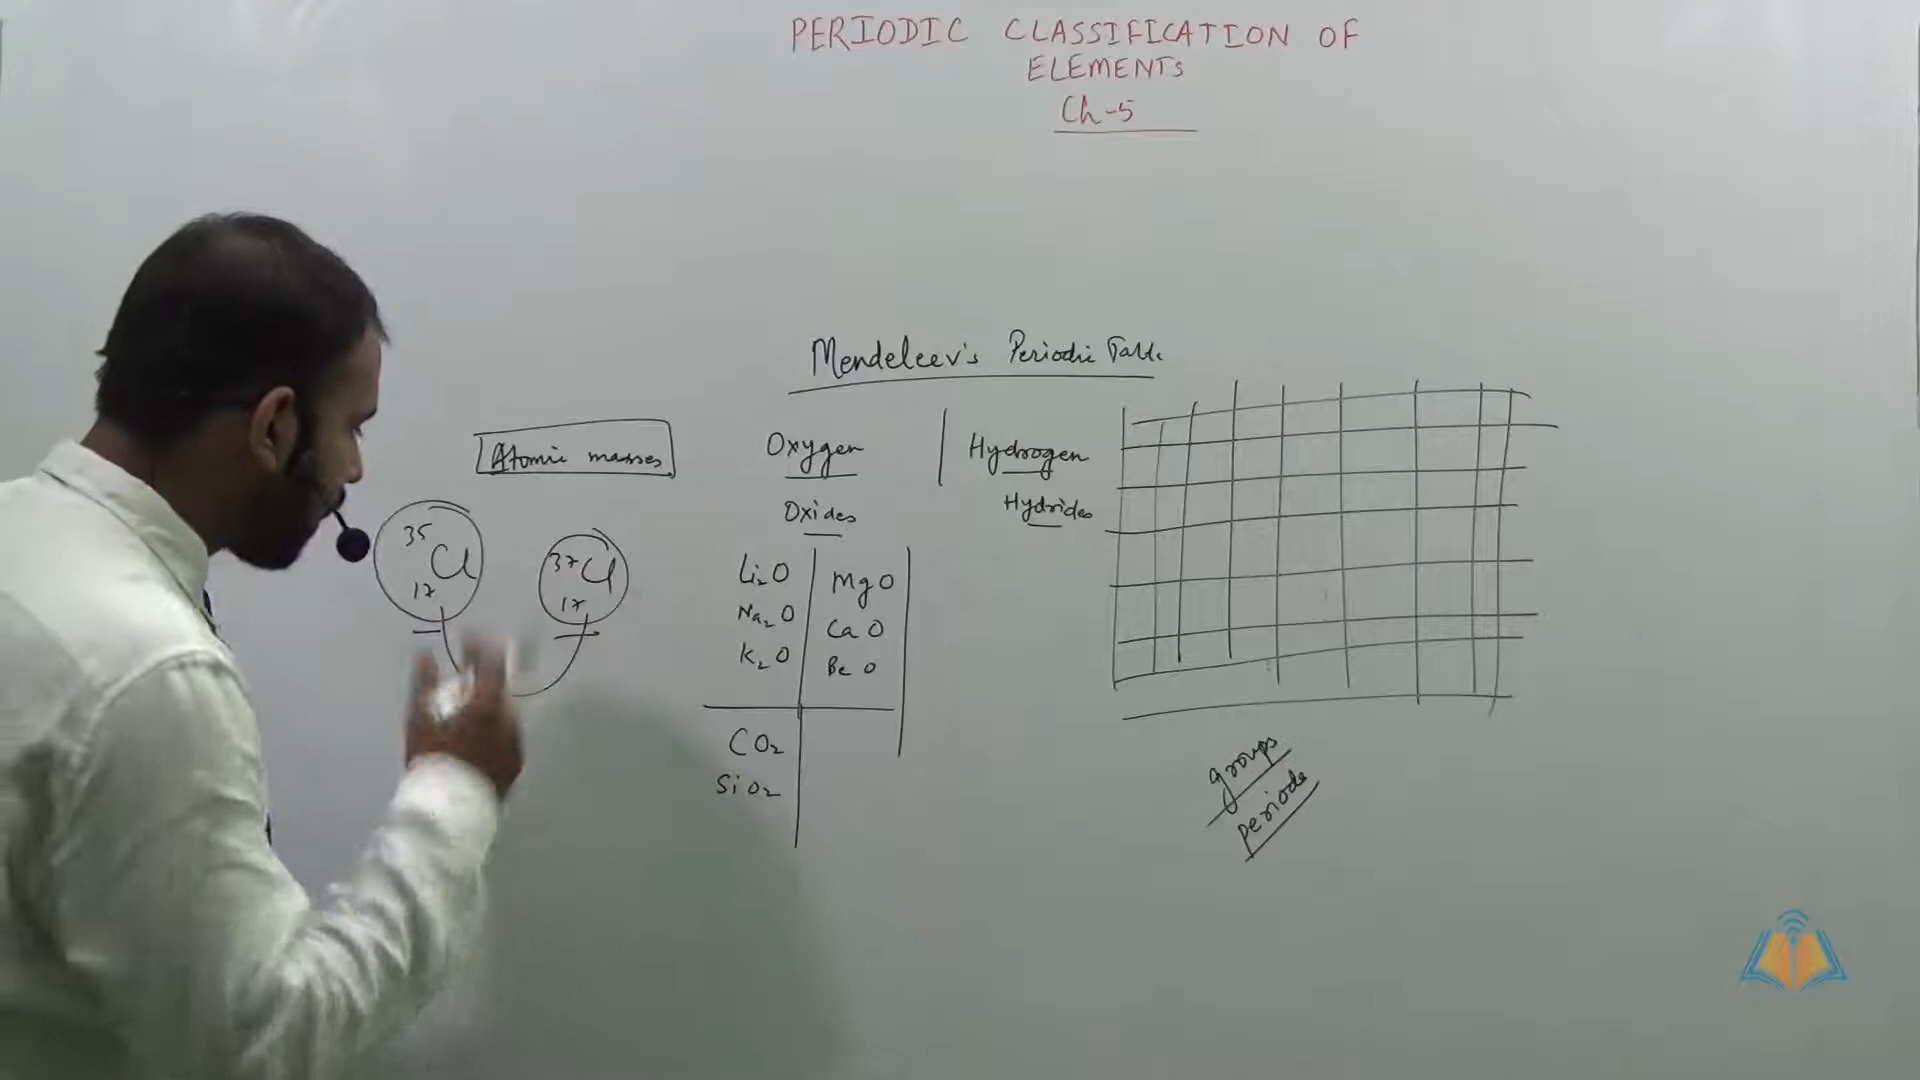 PERIODIC CLASSIFICATION OF
ELEMENTS
Ch-5
Mendeleev's Periodic Table
Atomic masses
Oxygen
Hydrogen
Oxides
Hydrides
35 Cl 17
37 Cl 17
Li₂O
MgO
Na₂O
CaO
K₂O
BeO
CO₂
SiO₂
groups
periods